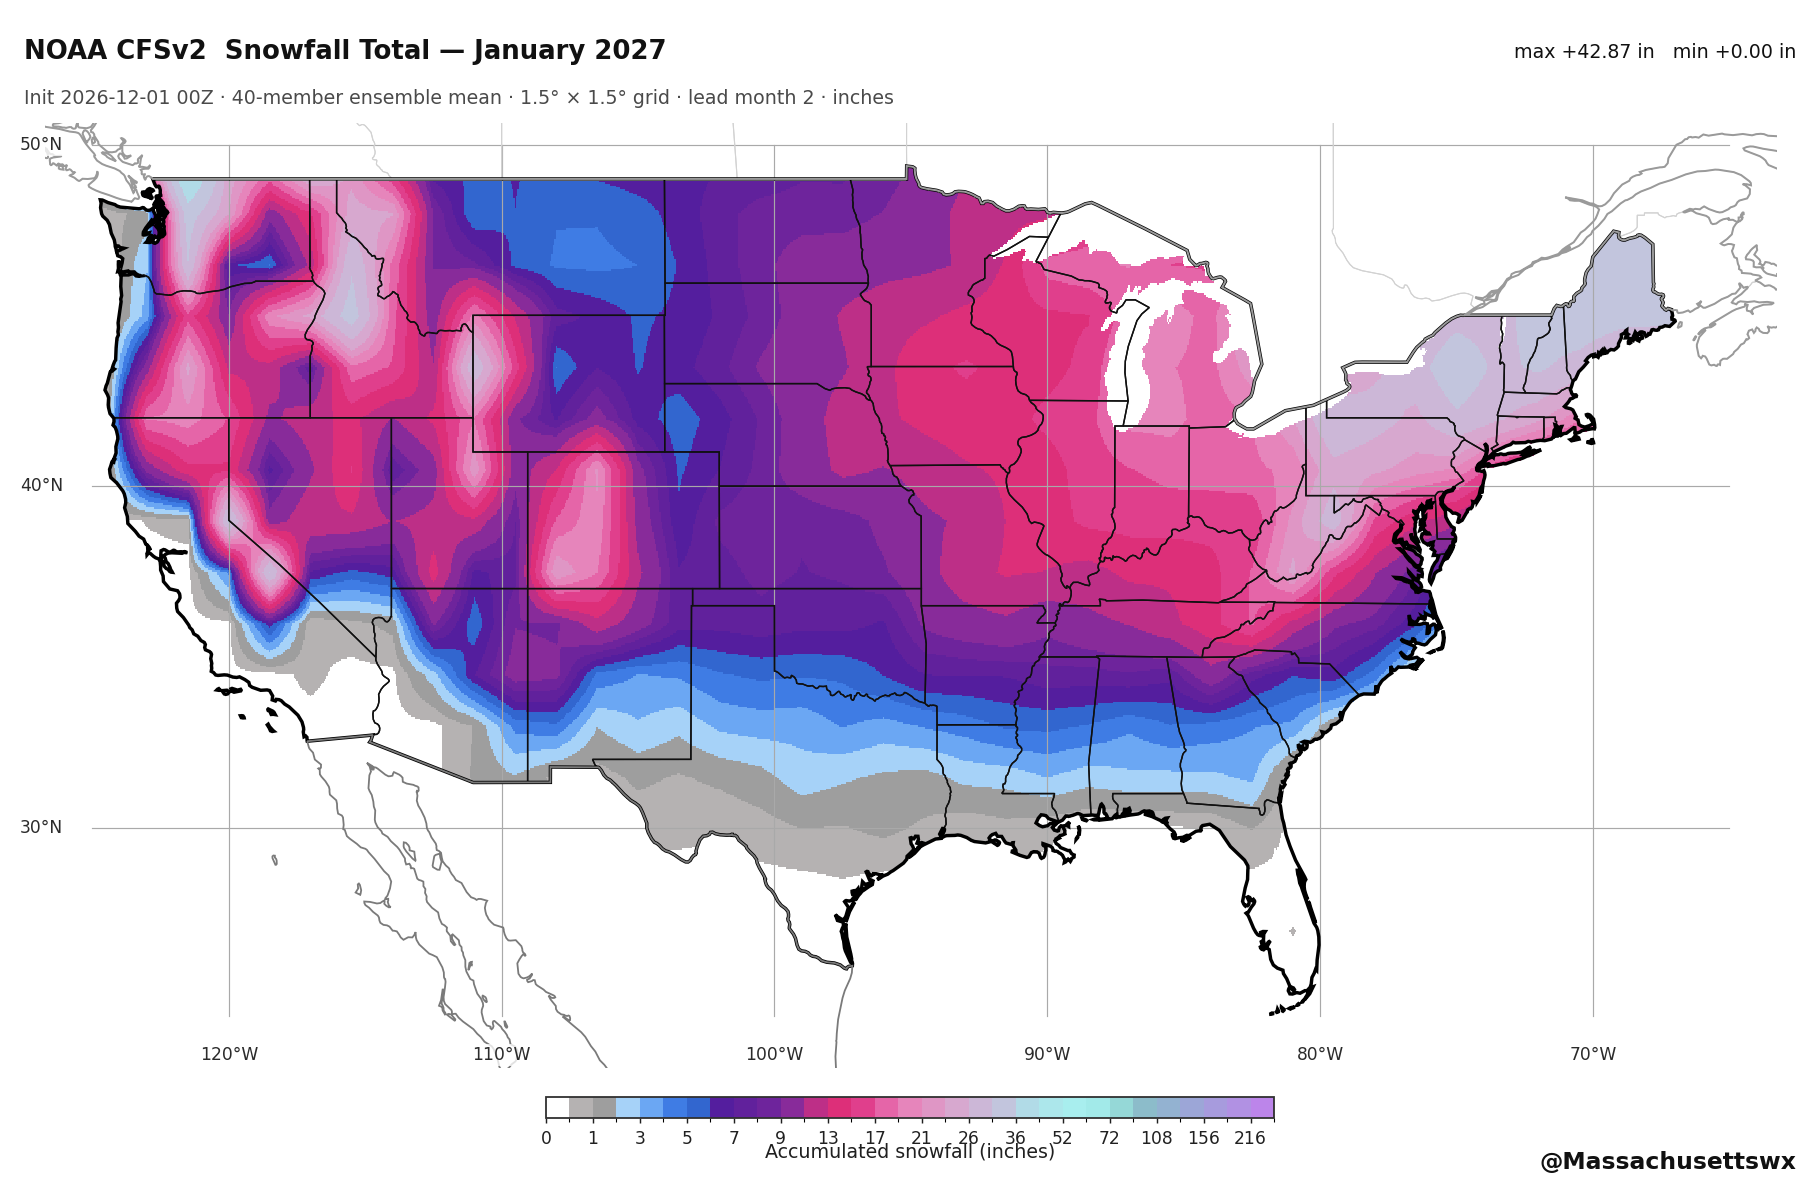 NOAA CFSv2  Snowfall Total — January 2027
max +42.87 in   min +0.00 in
Init 2026-12-01 00Z · 40-member ensemble mean · 1.5° × 1.5° grid · lead month 2 · inches
50°N
40°N
30°N
120°W
110°W
100°W
90°W
80°W
70°W
0 1 3 5 7 9 13 17 21 26 36 52 72 108 156 216
Accumulated snowfall (inches)
@Massachusettswx